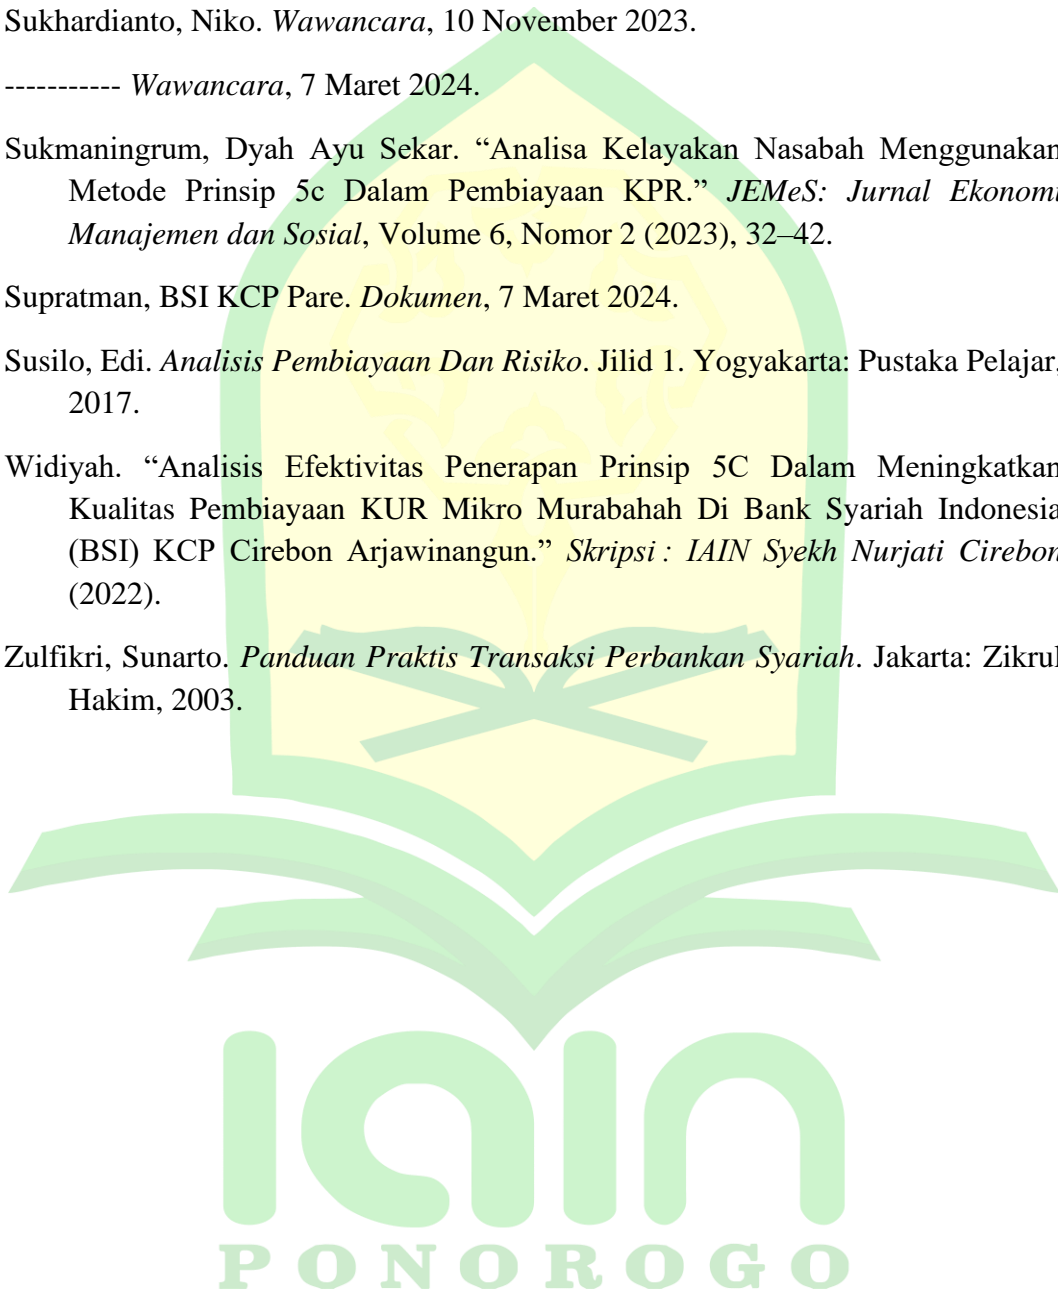 Sukhardianto, Niko. Wawancara, 10 November 2023.
----------- Wawancara, 7 Maret 2024.
Sukmaningrum, Dyah Ayu Sekar. “Analisa Kelayakan Nasabah Menggunakan
Metode Prinsip 5c Dalam Pembiayaan KPR.” JEMeS: Jurnal Ekonomi
Manajemen dan Sosial, Volume 6, Nomor 2 (2023), 32–42.
Supratman, BSI KCP Pare. Dokumen, 7 Maret 2024.
Susilo, Edi. Analisis Pembiayaan Dan Risiko. Jilid 1. Yogyakarta: Pustaka Pelajar,
2017.
Widiyah. “Analisis Efektivitas Penerapan Prinsip 5C Dalam Meningkatkan
Kualitas Pembiayaan KUR Mikro Murabahah Di Bank Syariah Indonesia
(BSI) KCP Cirebon Arjawinangun.” Skripsi : IAIN Syekh Nurjati Cirebon
(2022).
Zulfikri, Sunarto. Panduan Praktis Transaksi Perbankan Syariah. Jakarta: Zikrul
Hakim, 2003.
iain
PONOROGO